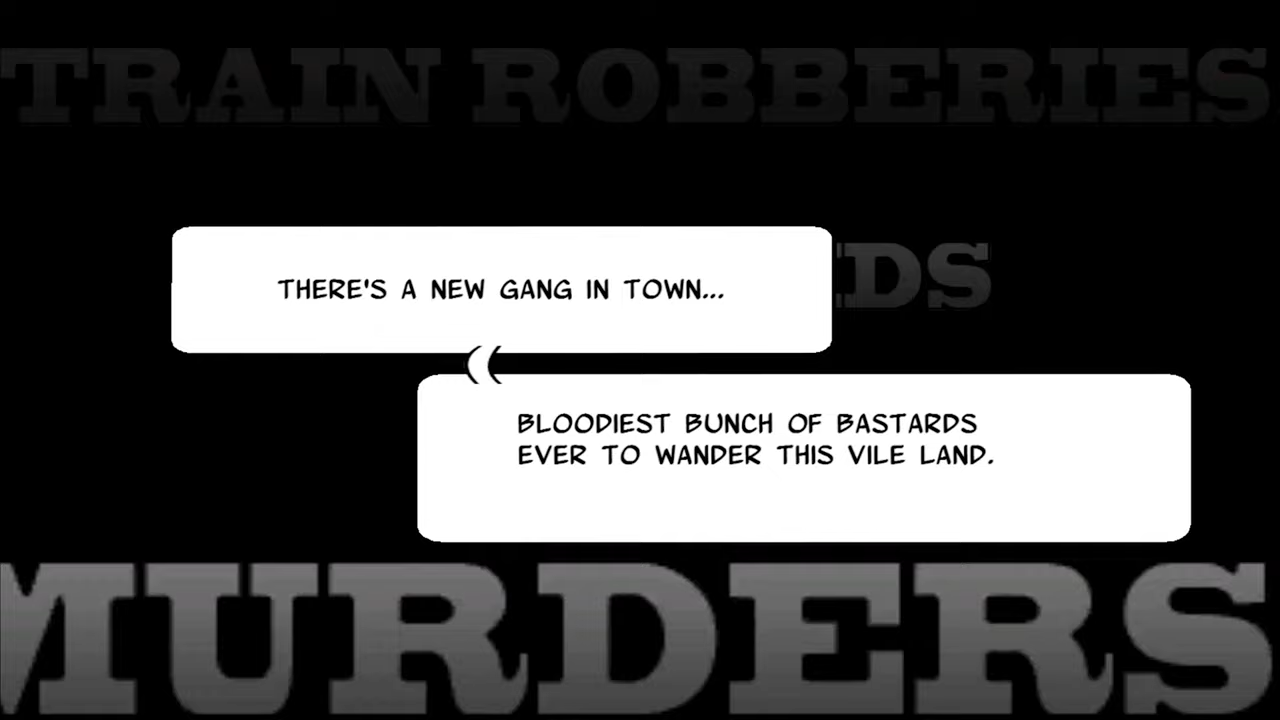 TRAIN ROBBERIES
THERE'S A NEW GANG IN TOWN...
BLOODIEST BUNCH OF BASTARDS
EVER TO WANDER THIS VILE LAND.
MURDERS